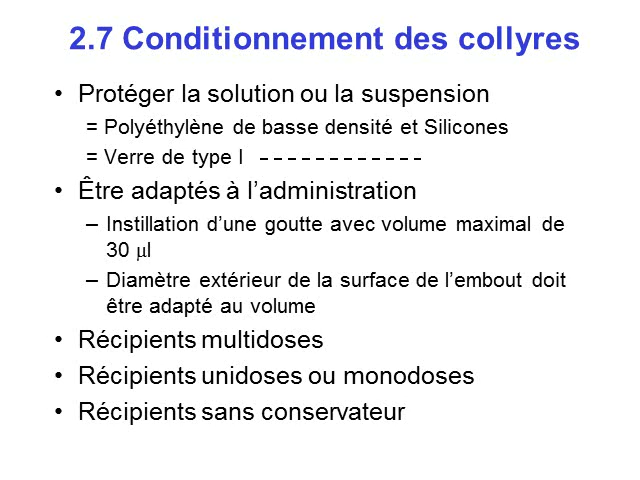 2.7 Conditionnement des collyres
• Protéger la solution ou la suspension
= Polyéthylène de basse densité et Silicones
= Verre de type I ------------
• Être adaptés à l’administration
– Instillation d’une goutte avec volume maximal de
30 μl
– Diamètre extérieur de la surface de l’embout doit
être adapté au volume
• Récipients multidoses
• Récipients unidoses ou monodoses
• Récipients sans conservateur